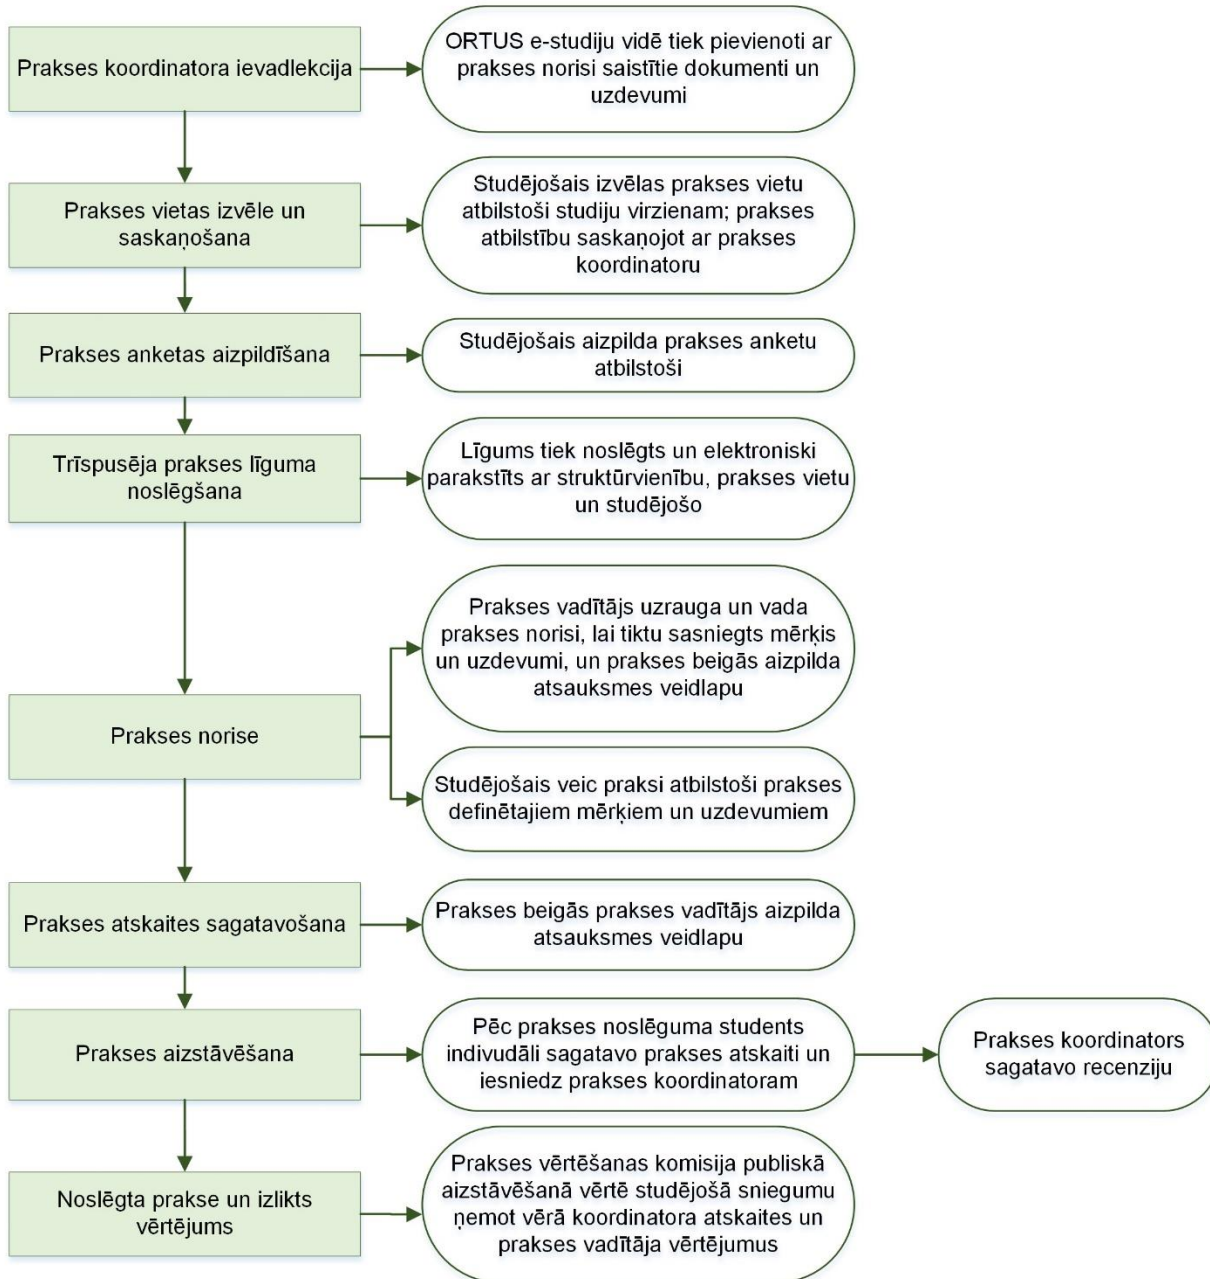 Prakses koordinatora ievadlekcija
ORTUS e-studiju vidē tiek pievienoti ar
prakses norisi saistītie dokumenti un
uzdevumi
Prakses vietas izvēle un
saskaņošana
Studējošais izvēlas prakses vietu
atbilstoši studiju virzienam; prakses
atbilstību saskaņojot ar prakses
koordinatoru
Prakses anketas aizpildīšana
Studējošais aizpilda prakses anketu
atbilstoši
Trīspusēja prakses līguma
noslēgšana
Līgums tiek noslēgts un elektroniski
parakstīts ar struktūrvienību, prakses vietu
un studējošo
Prakses norise
Prakses vadītājs uzrauga un vada
prakses norisi, lai tiktu sasniegts mērķis
un uzdevumi, un prakses beigās aizpilda
atsauksmes veidlapu
Studējošais veic praksi atbilstoši prakses
definētajiem mērķiem un uzdevumiem
Prakses atskaites sagatavošana
Prakses beigās prakses vadītājs aizpilda
atsauksmes veidlapu
Prakses aizstāvēšana
Pēc prakses noslēguma students
indivudāli sagatavo prakses atskaiti un
iesniedz prakses koordinatoram
Prakses koordinators
sagatavo recenziju
Noslēgta prakse un izlikts
vērtējums
Prakses vērtēšanas komisija publiskā
aizstāvēšanā vērtē studējošā sniegumu
ņemot vērā koordinatora atskaites un
prakses vadītāja vērtējumus